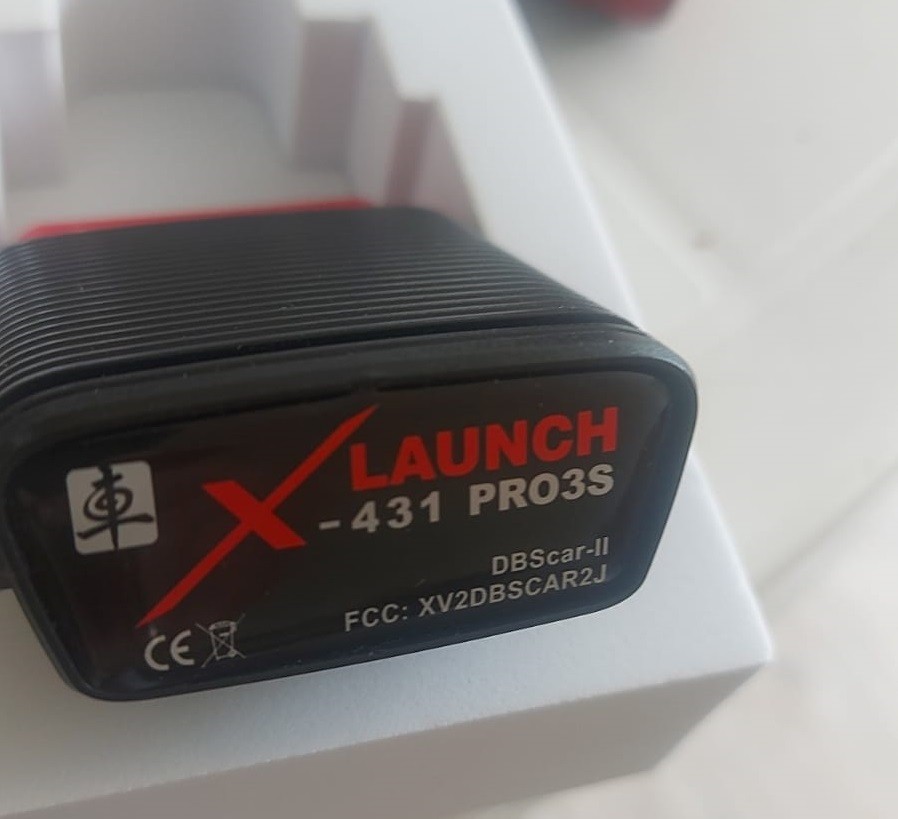 車
X LAUNCH
-431 PRO3S
DBScar-II
FCC: XV2DBSCAR2J
CE